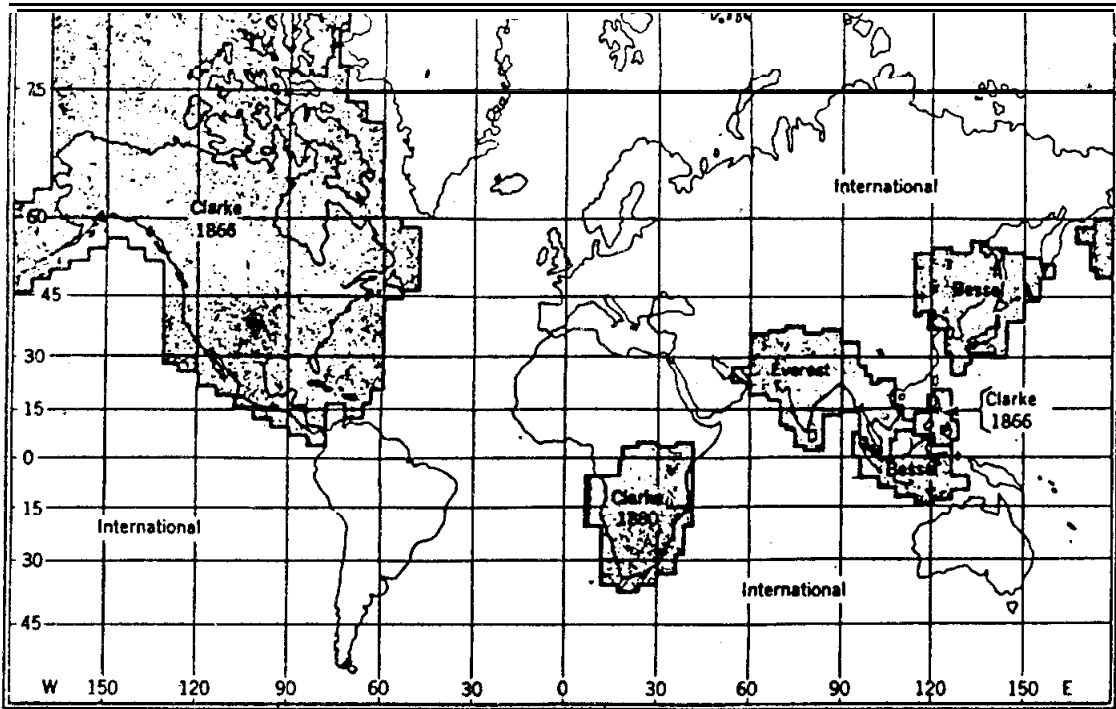 75
International
Clarke
1866
60
45
Bessel
30
Everest
15
Clarke
1866
0
Bessel
Clarke
1880
15
International
30
International
45
W 150 120 90 60 30 0 30 60 90 120 150 E